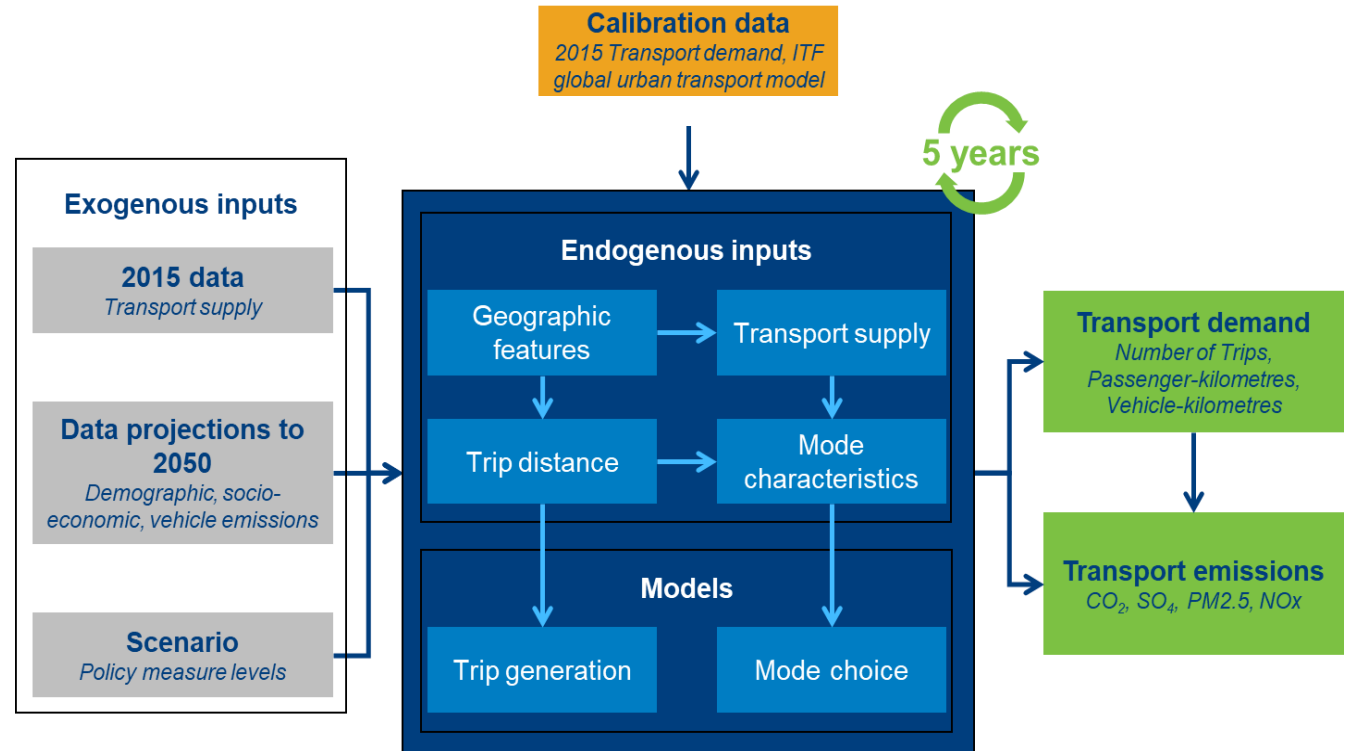 Calibration data
2015 Transport demand, ITF
global urban transport model
5 years
Exogenous inputs
2015 data
Transport supply
Data projections to
2050
Demographic, socio-
economic, vehicle emissions
Scenario
Policy measure levels
Endogenous inputs
Geographic
features
Transport supply
Trip distance
Mode
characteristics
Models
Trip generation
Mode choice
Transport demand
Number of Trips,
Passenger-kilometres,
Vehicle-kilometres
Transport emissions
CO₂, SO₄, PM2.5, NOx